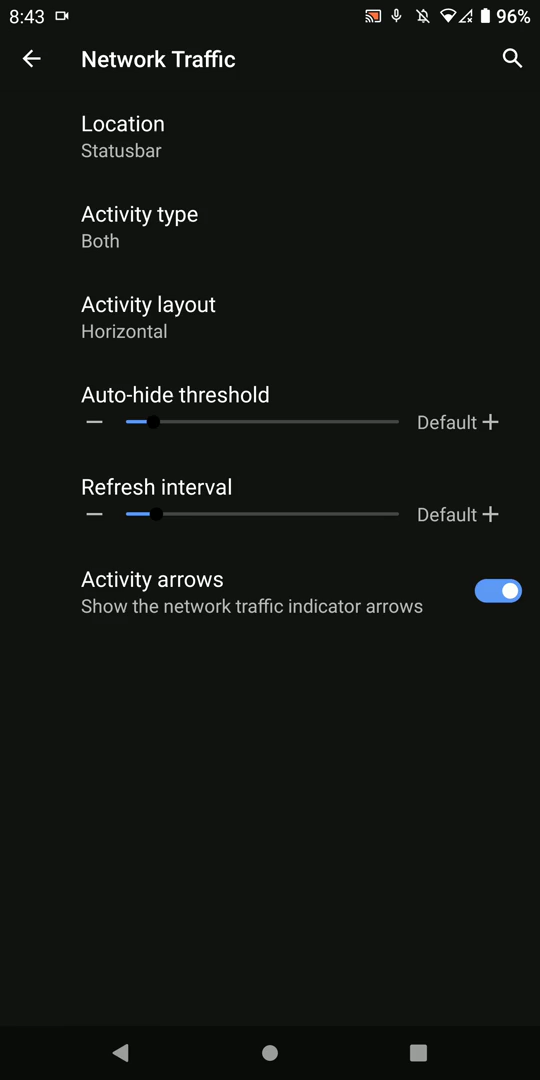 8:43 96%
Network Traffic
Location
Statusbar
Activity type
Both
Activity layout
Horizontal
Auto-hide threshold
Default
Refresh interval
Default
Activity arrows
Show the network traffic indicator arrows